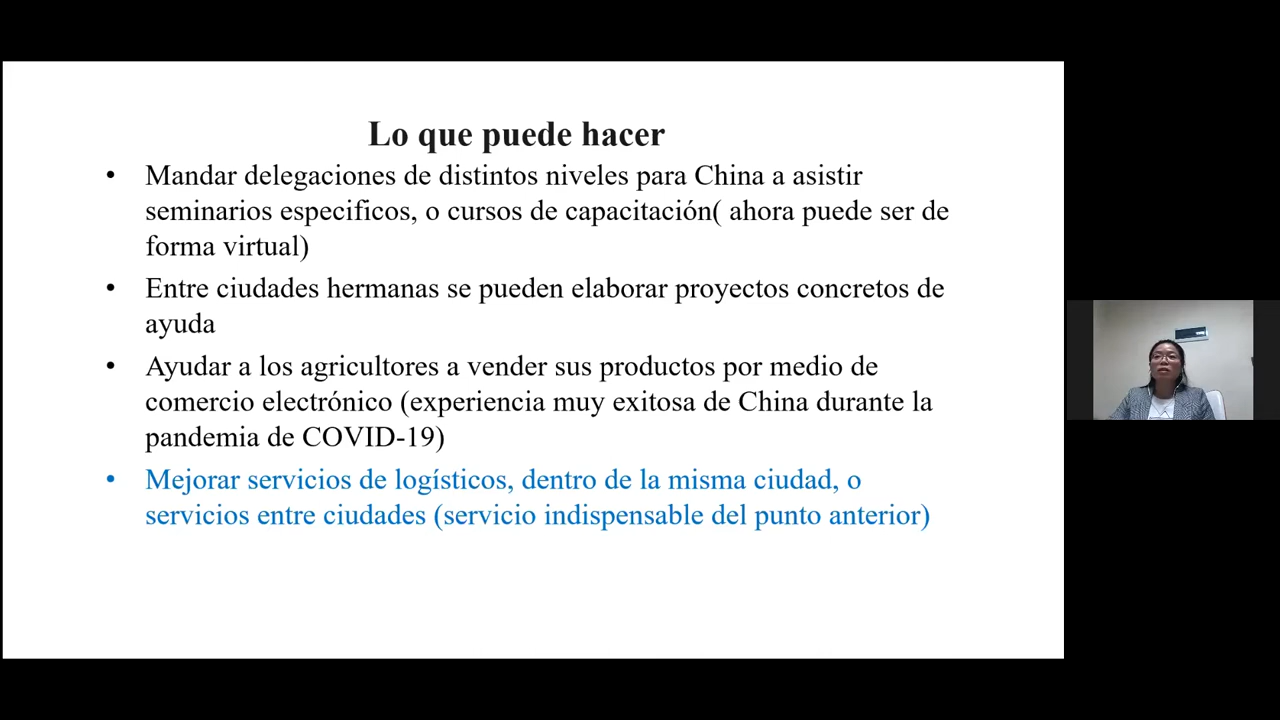 Lo que puede hacer
• Mandar delegaciones de distintos niveles para China a asistir
seminarios especificos, o cursos de capacitación( ahora puede ser de
forma virtual)
• Entre ciudades hermanas se pueden elaborar proyectos concretos de
ayuda
• Ayudar a los agricultores a vender sus productos por medio de
comercio electrónico (experiencia muy exitosa de China durante la
pandemia de COVID-19)
• Mejorar servicios de logísticos, dentro de la misma ciudad, o
servicios entre ciudades (servicio indispensable del punto anterior)